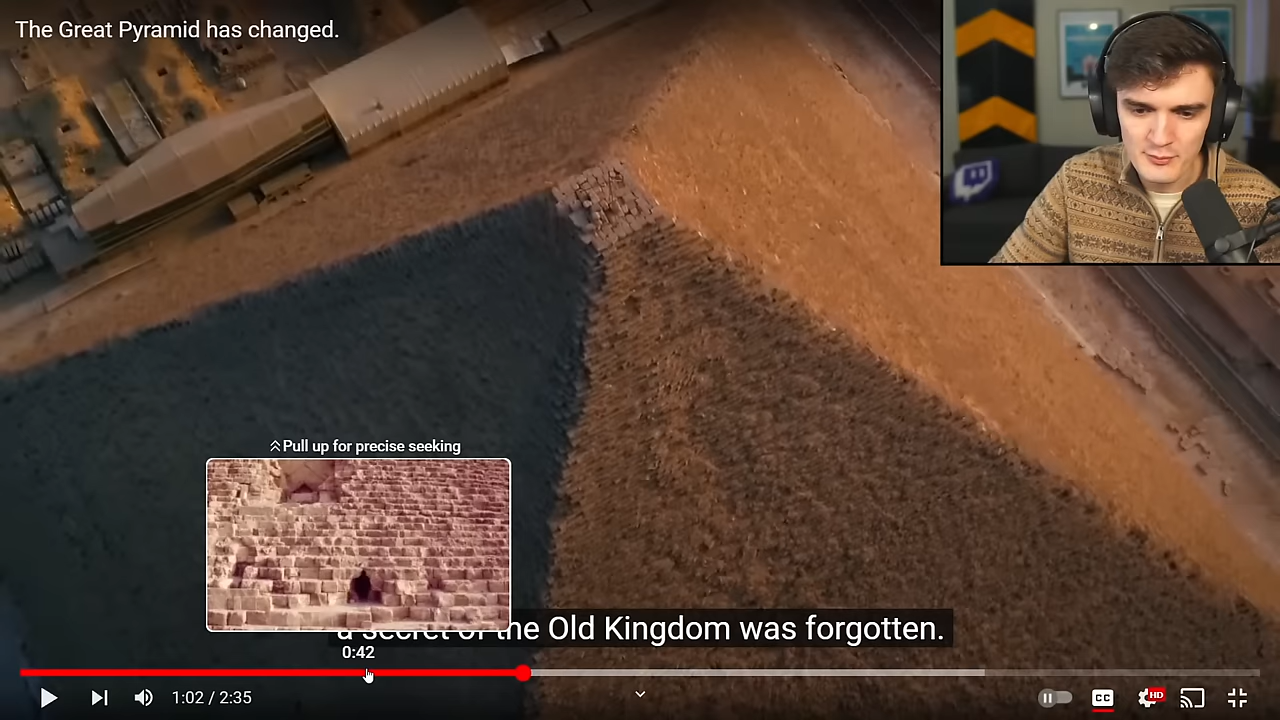 The Great Pyramid has changed.
Pull up for precise seeking
a secret of the Old Kingdom was forgotten.
0:42
1:02 / 2:35
CC
HD